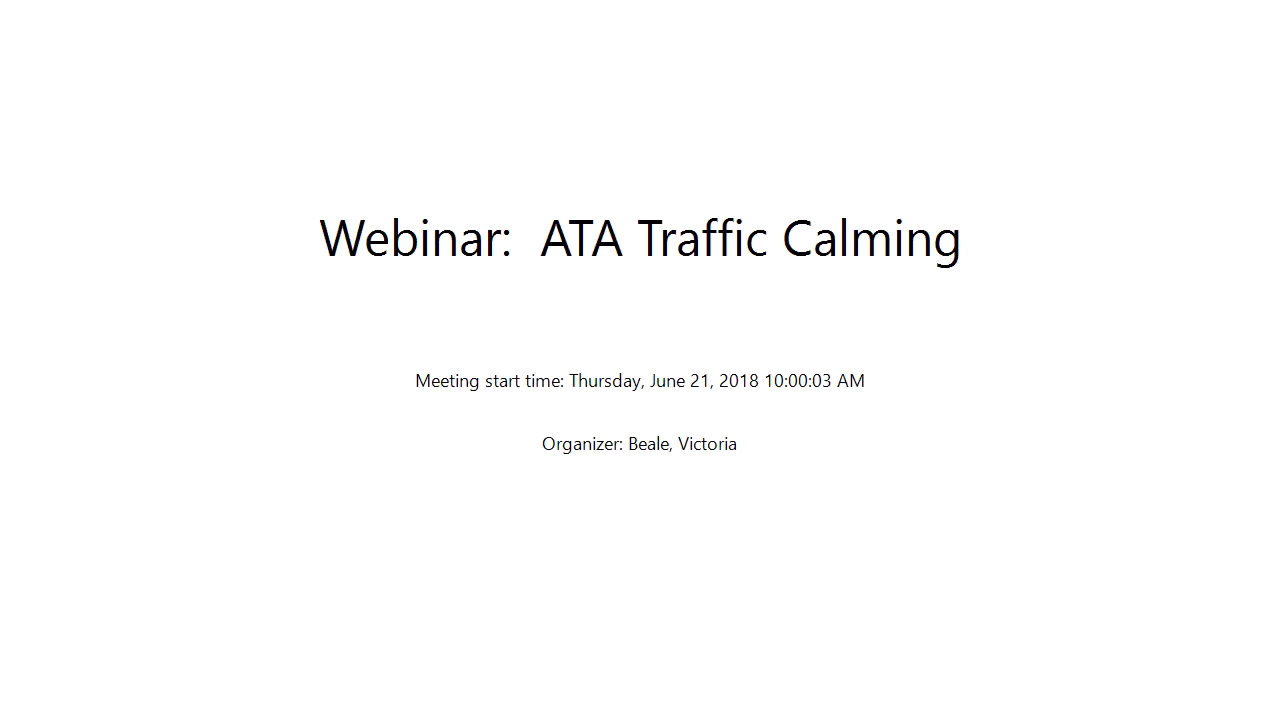 Webinar:  ATA Traffic Calming
Meeting start time: Thursday, June 21, 2018 10:00:03 AM
Organizer: Beale, Victoria